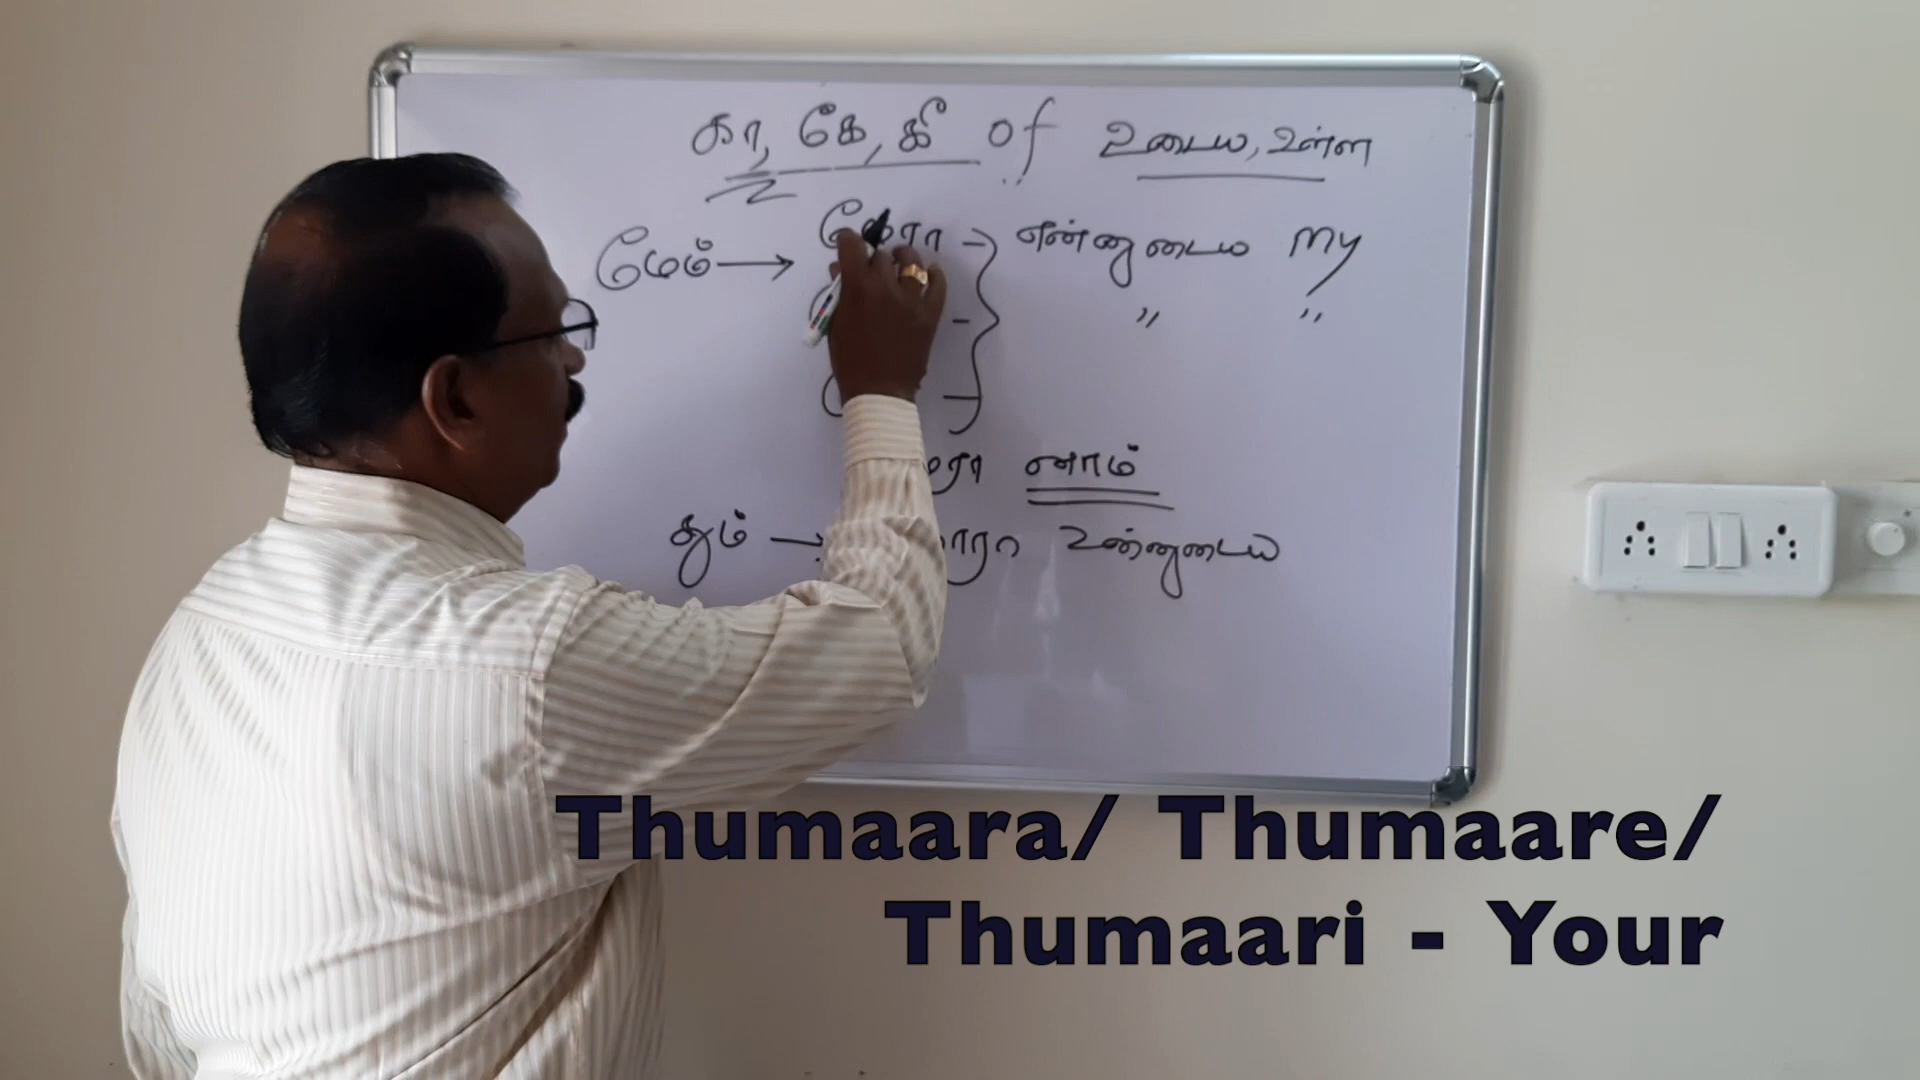 கா, கே, கீ of உடைய, உள்ள
மேம் → மேரா - என்னுடைய My
" "
னாம்
தும் → உன்னுடைய
Thumaara/ Thumaare/
Thumaari - Your